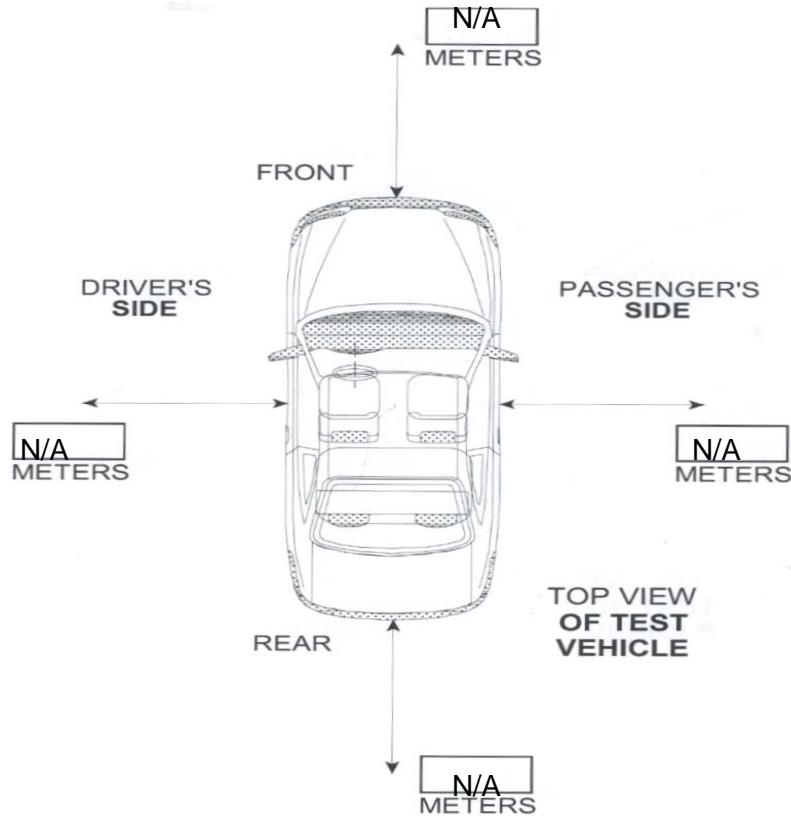 N/A
METERS
FRONT
DRIVER'S
SIDE
PASSENGER'S
SIDE
N/A
METERS
N/A
METERS
TOP VIEW
OF TEST
VEHICLE
REAR
N/A
METERS